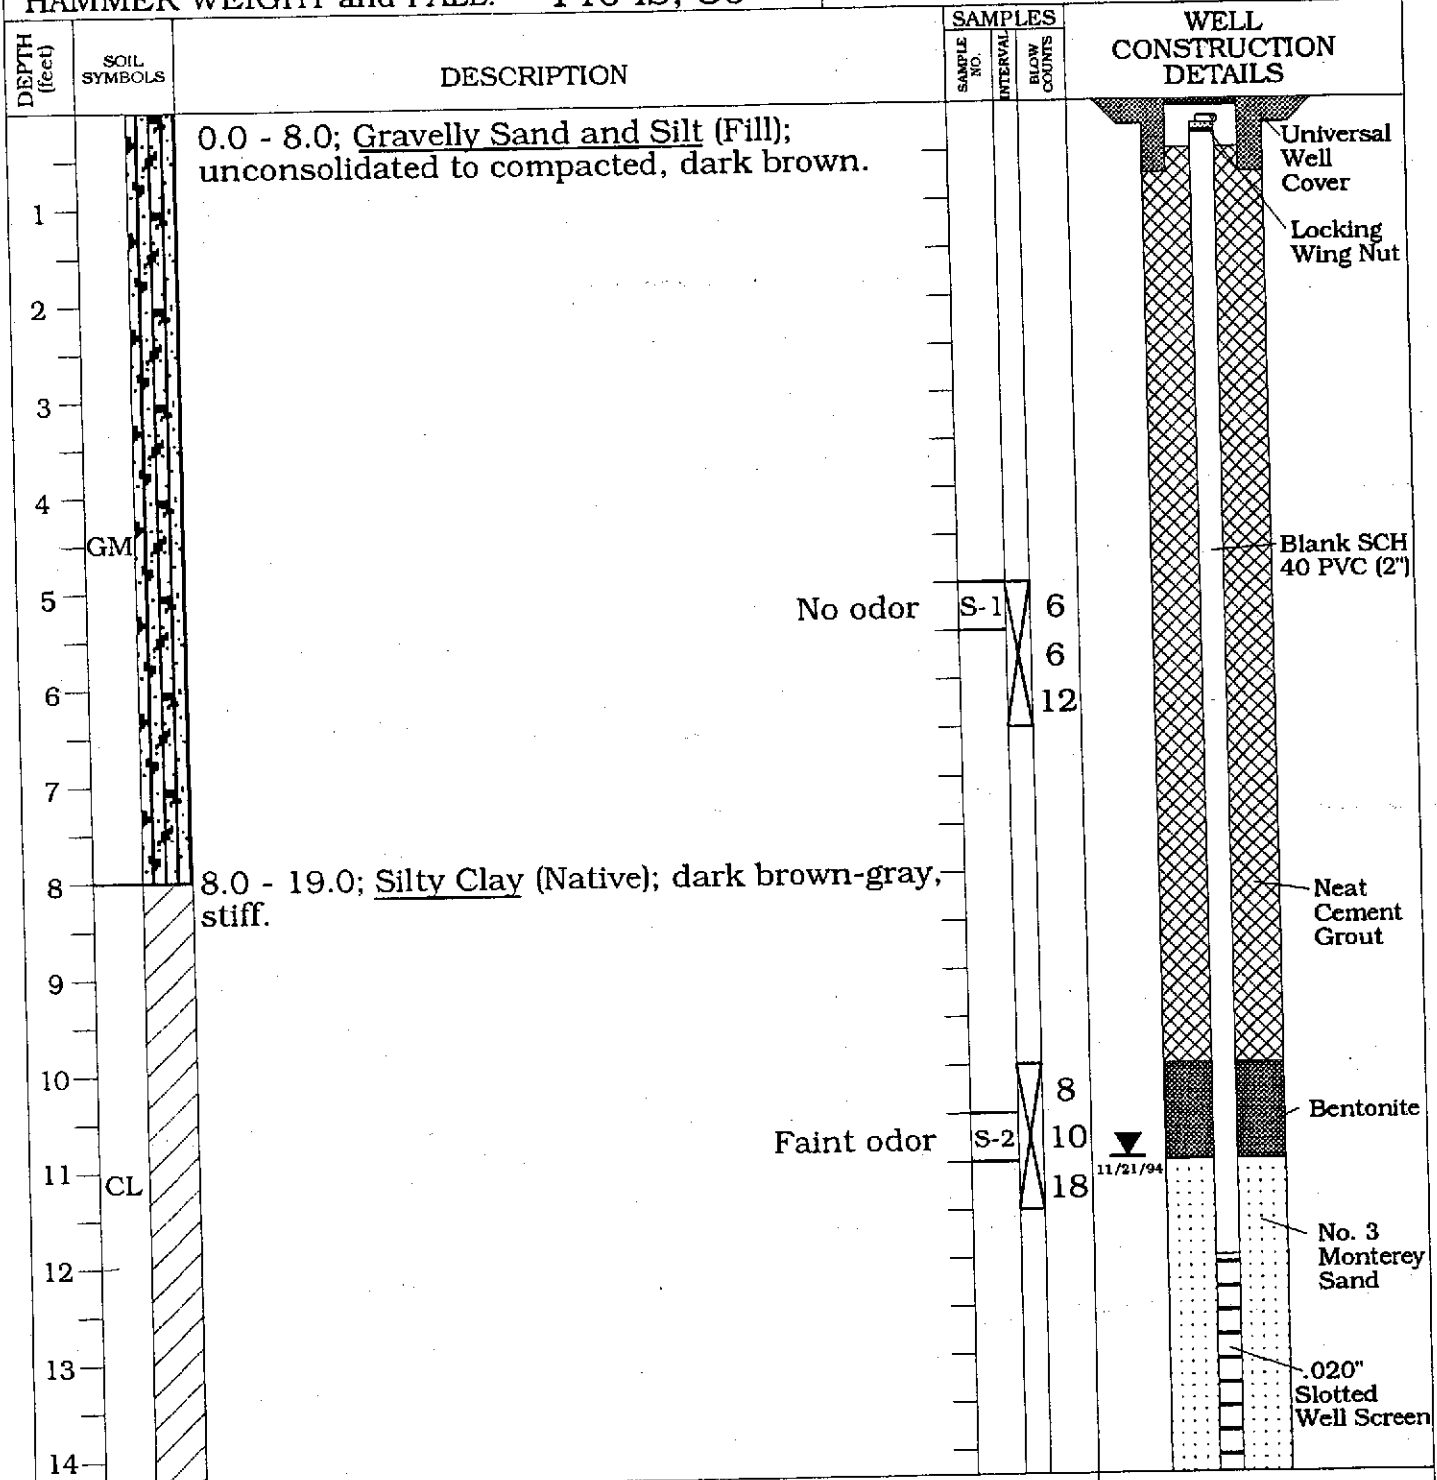 HAMMER WEIGHT and FALL:
DEPTH (feet)
SOIL SYMBOLS
DESCRIPTION
SAMPLES
SAMPLE NO.
INTERVAL
BLOW COUNTS
WELL
CONSTRUCTION
DETAILS
0.0 - 8.0; Gravelly Sand and Silt (Fill);
unconsolidated to compacted, dark brown.
Universal
Well
Cover
1
Locking
Wing Nut
2
3
4
GM
Blank SCH
40 PVC (2")
5
No odor
S-1
6
6
6
12
7
8
8.0 - 19.0; Silty Clay (Native); dark brown-gray,
stiff.
Neat
Cement
Grout
9
10
8
Bentonite
Faint odor
S-2
10
11/21/94
11
CL
18
No. 3
Monterey
Sand
12
13
.020"
Slotted
Well Screen
14